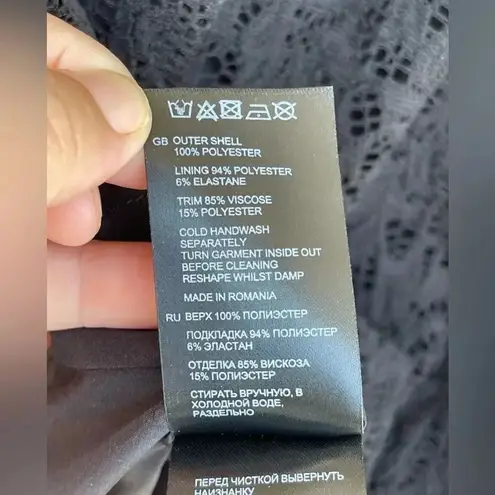 GB OUTER SHELL
100% POLYESTER
LINING 94% POLYESTER
6% ELASTANE
TRIM 85% VISCOSE
15% POLYESTER
COLD HANDWASH
SEPARATELY
TURN GARMENT INSIDE OUT
BEFORE CLEANING
RESHAPE WHILST DAMP
MADE IN ROMANIA
RU ВЕРХ 100% ПОЛИЭСТЕР
ПОДКЛАДКА 94% ПОЛИЭСТЕР
6% ЭЛАСТАН
ОТДЕЛКА 85% ВИСКОЗА
15% ПОЛИЭСТЕР
СТИРАТЬ ВРУЧНУЮ, В
ХОЛОДНОЙ ВОДЕ,
РАЗДЕЛЬНО
ПЕРЕД ЧИСТКОЙ ВЫВЕРНУТЬ
НАИЗНАНКУ